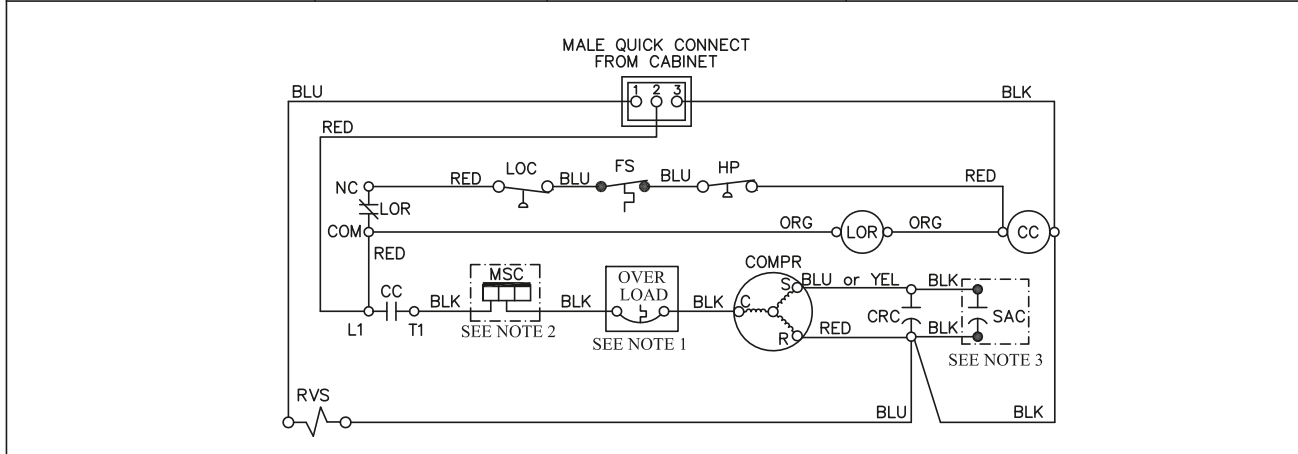 MALE QUICK CONNECT
FROM CABINET
BLU
1 2 3
BLK
RED
NC
RED
LOC
BLU
FS
BLU
HP
RED
LOR
COM
ORG
LOR
ORG
CC
RED
CC
BLK
MSC
BLK
OVER
LOAD
BLK
COMPR
C
S
R
BLU or YEL
BLK
CRC
SAC
RED
BLK
L1
T1
SEE NOTE 2
SEE NOTE 1
SEE NOTE 3
RVS
BLU
BLK